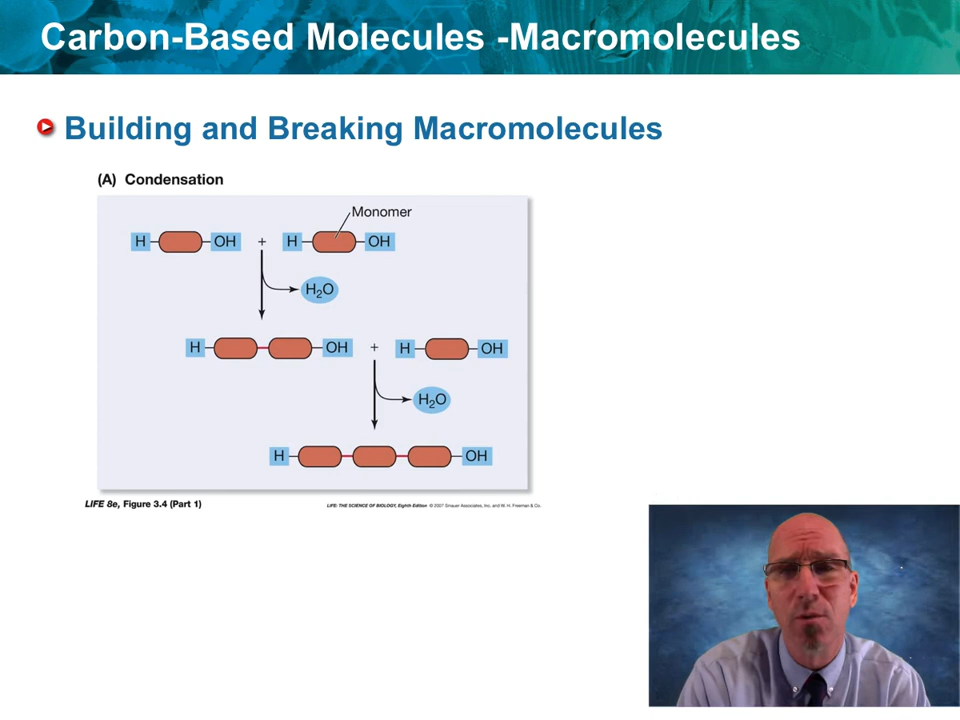 Carbon-Based Molecules -Macromolecules
Building and Breaking Macromolecules
(A) Condensation
Monomer
H OH + H OH
H₂O
H OH + H OH
H₂O
H OH
LIFE 8e, Figure 3.4 (Part 1)
LIFE: THE SCIENCE OF BIOLOGY, Eighth Edition © 2007 Sinauer Associates, Inc. and W. H. Freeman & Co.